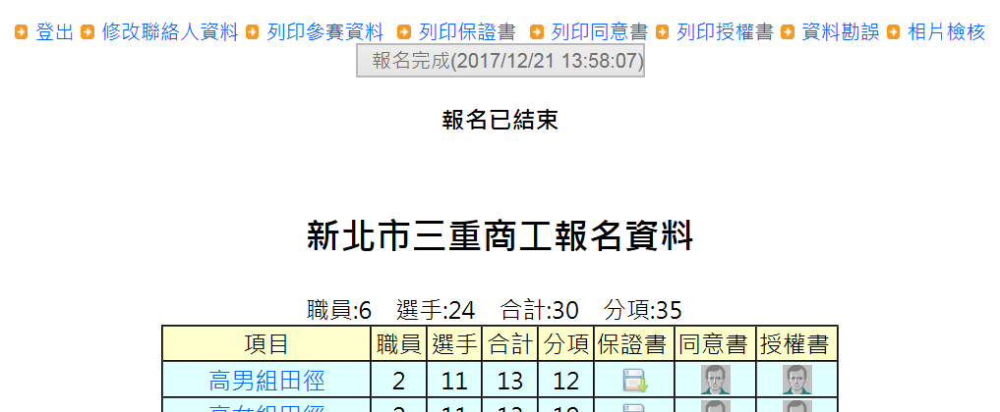 登出 修改聯絡人資料 列印參賽資料 列印保證書 列印同意書 列印授權書 資料勘誤 相片檢核
報名完成(2017/12/21 13:58:07)
報名已結束
新北市三重商工報名資料
職員:6 選手:24 合計:30 分項:35
項目 職員 選手 合計 分項 保證書 同意書 授權書
高男組田徑 2 11 13 12